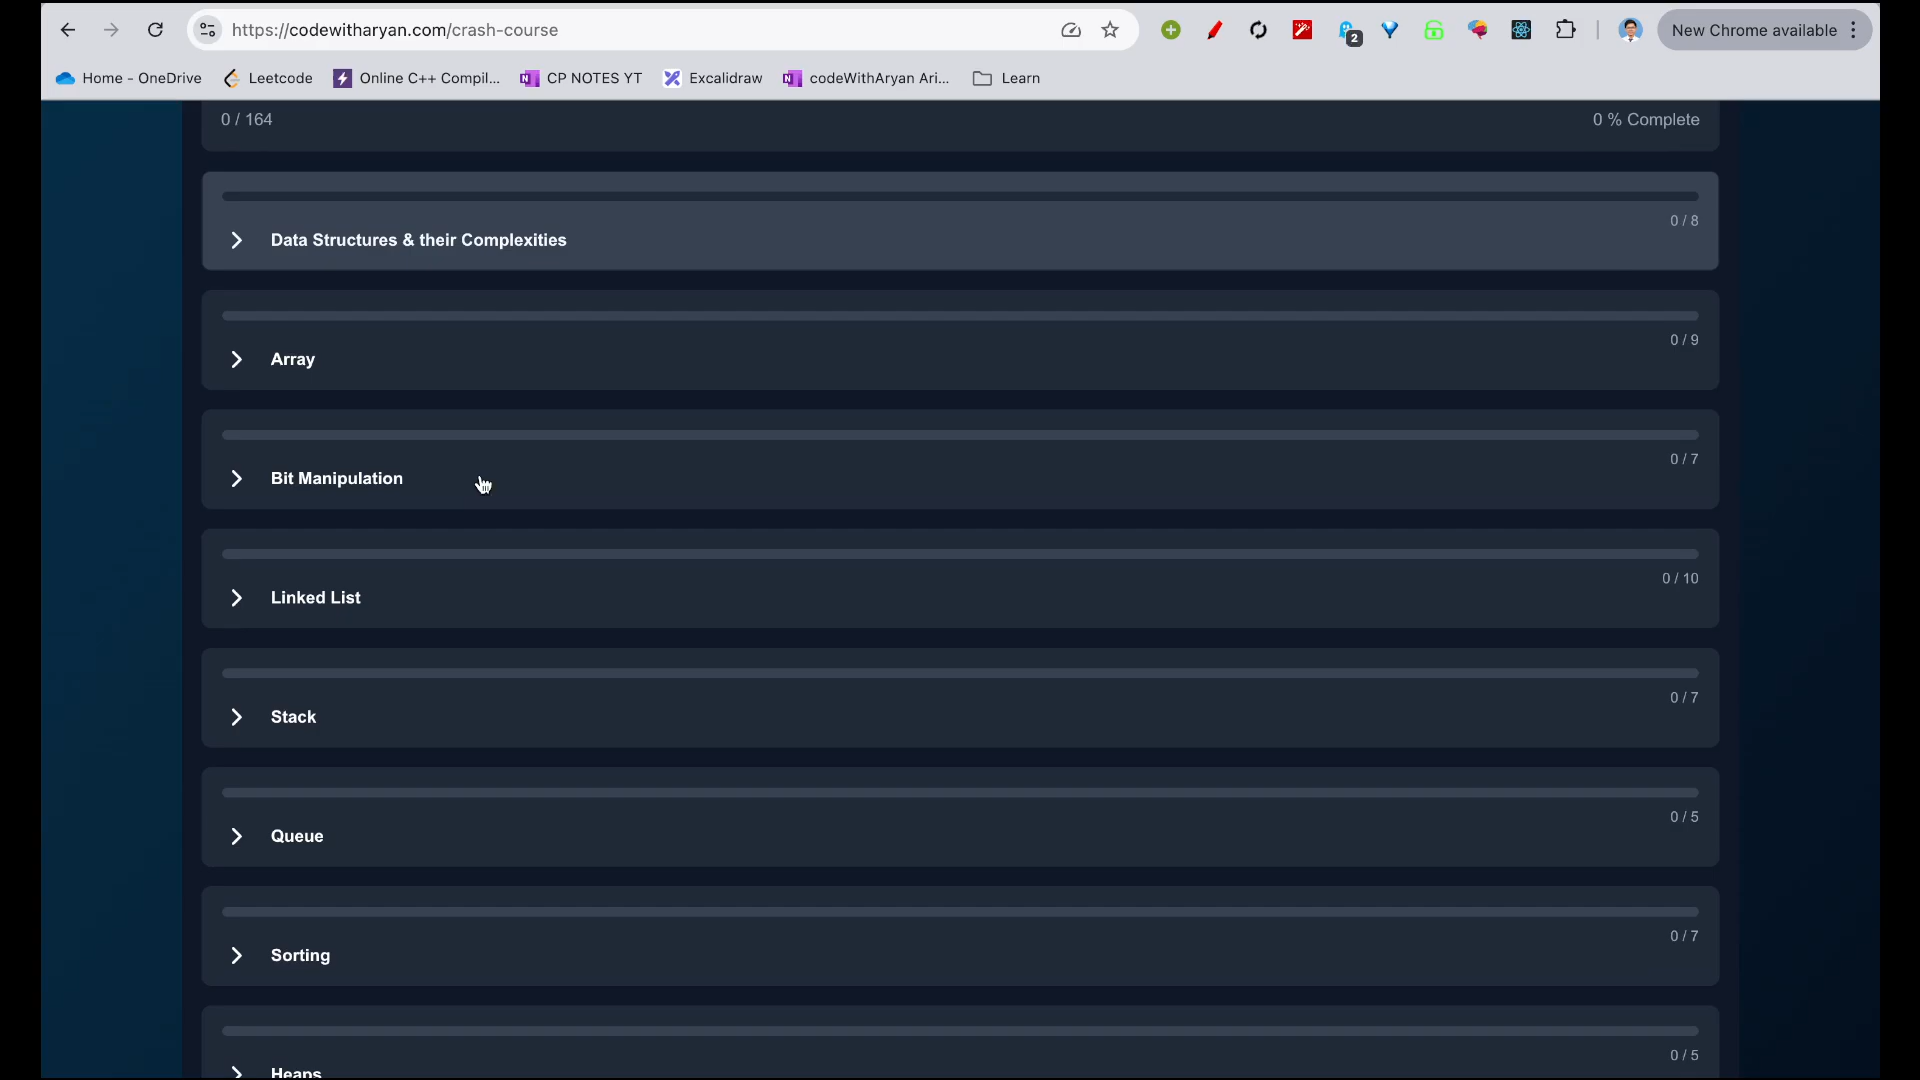 https://codewitharyan.com/crash-course
2
New Chrome available
Home - OneDrive
Leetcode
Online C++ Compil...
CP NOTES YT
Excalidraw
codeWithAryan Ari...
Learn
0 / 164
0 % Complete
0 / 8
Data Structures & their Complexities
0 / 9
Array
0 / 7
Bit Manipulation
0 / 10
Linked List
0 / 7
Stack
0 / 5
Queue
0 / 7
Sorting
0 / 5
Heaps